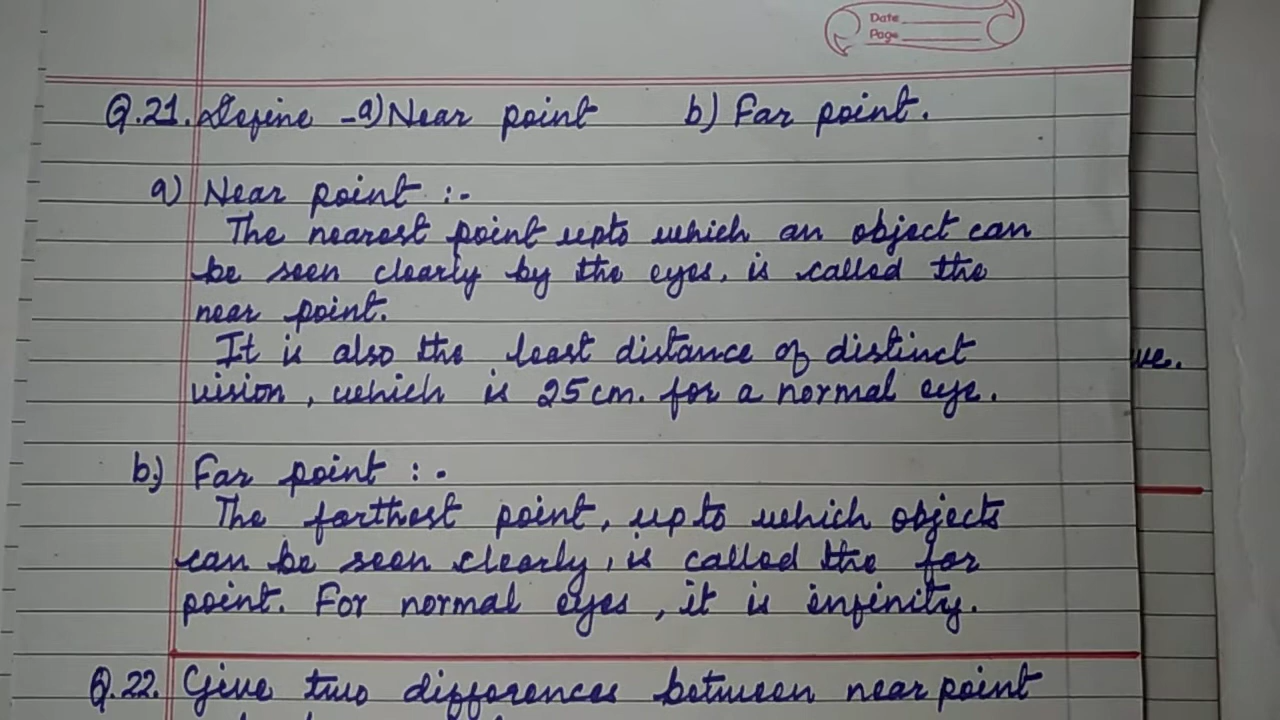 Date
Page
Q.21. Define - a) Near point b) Far point.
a) Near point :-
The nearest point upto which an object can
be seen clearly by the eyes, is called the
near point.
It is also the least distance of distinct
vision, which is 25 cm. for a normal eye.
b) Far point :-
The farthest point, up to which objects
can be seen clearly, is called the far
point. For normal eyes, it is infinity.
Q.22. Give two differences between near point